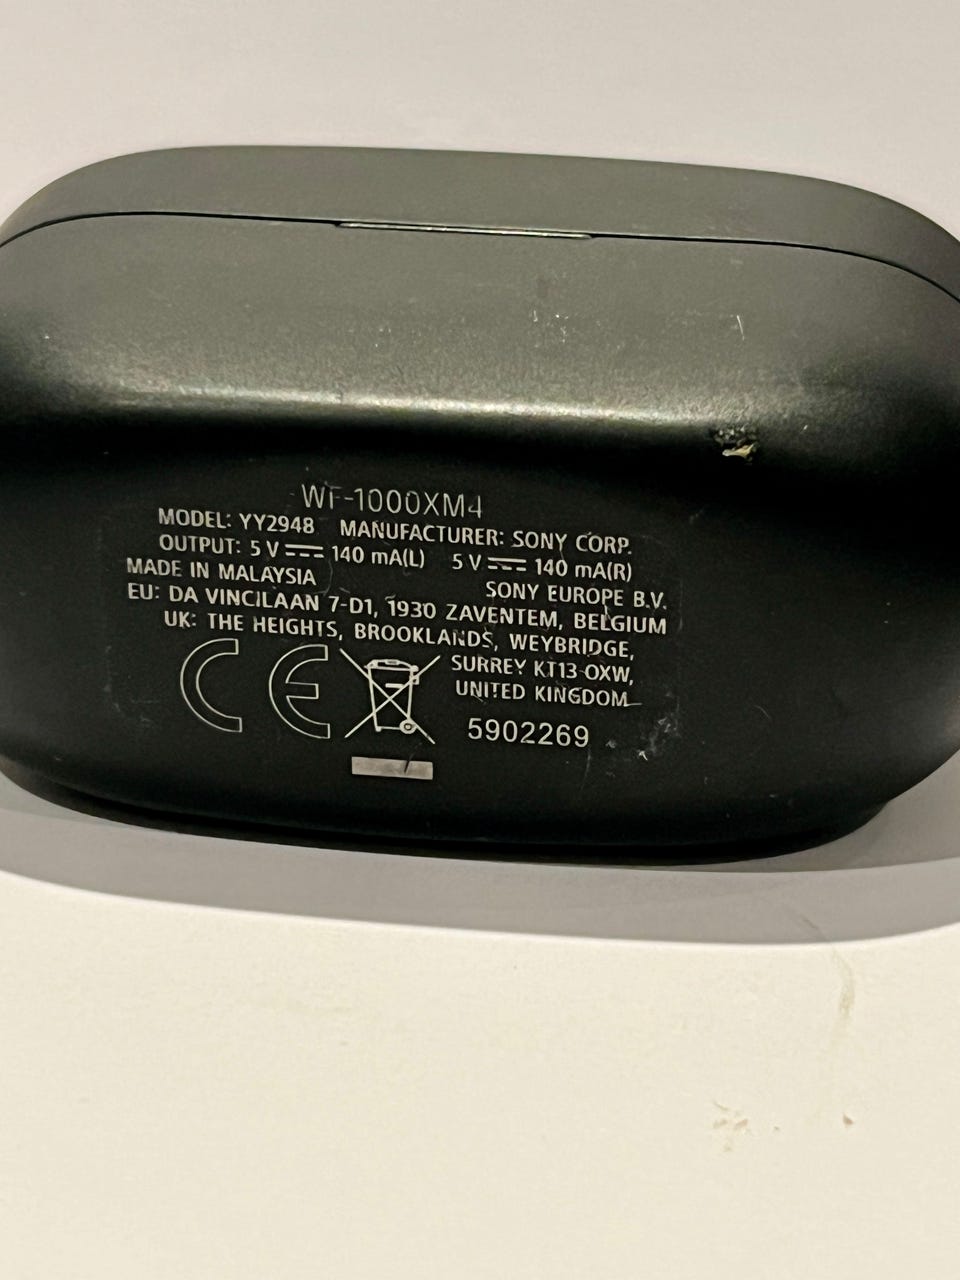 WF-1000XM4
MODEL: YY2948 MANUFACTURER: SONY CORP.
OUTPUT: 5 V 140 mA(L) 5 V 140 mA(R)
MADE IN MALAYSIA SONY EUROPE B.V.
EU: DA VINCILAAN 7-D1, 1930 ZAVENTEM, BELGIUM
UK: THE HEIGHTS, BROOKLANDS, WEYBRIDGE,
SURREY KT13 0XW,
UNITED KINGDOM
CE
5902269